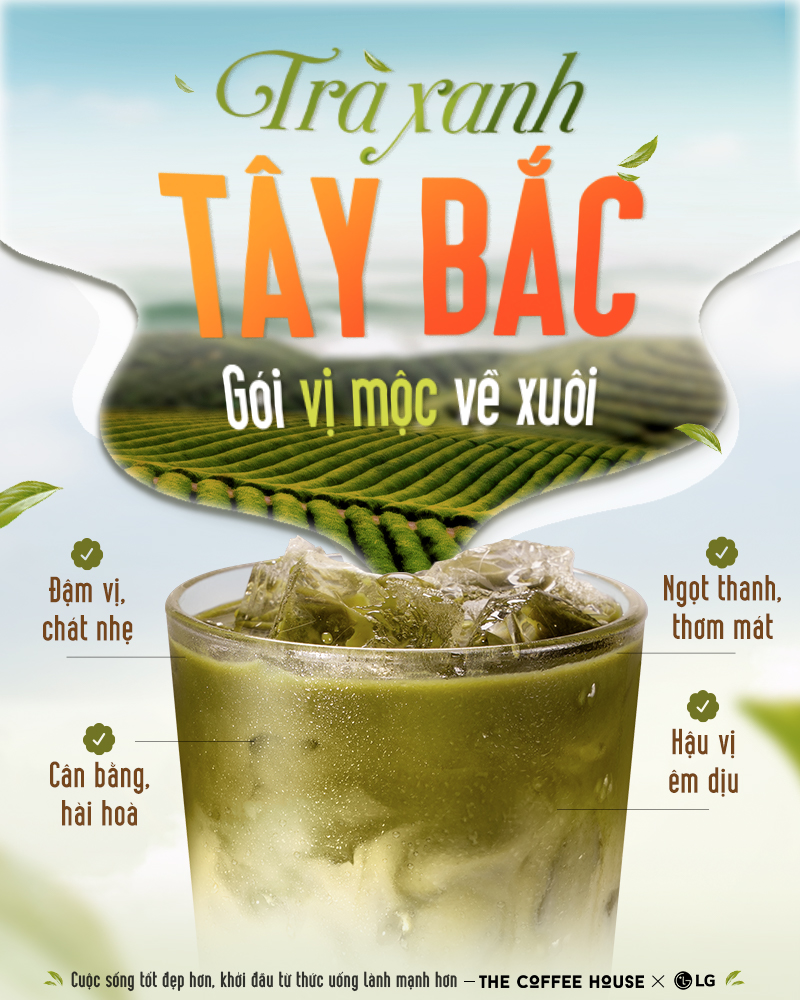 Trà xanh
TÂY BẮC
Gói vị mộc về xuôi
Đậm vị,
chát nhẹ
Ngọt thanh,
thơm mát
Cân bằng,
hài hoà
Hậu vị
êm dịu
Cuộc sống tốt đẹp hơn, khởi đầu từ thức uống lành mạnh hơn – THE COFFEE HOUSE × LG